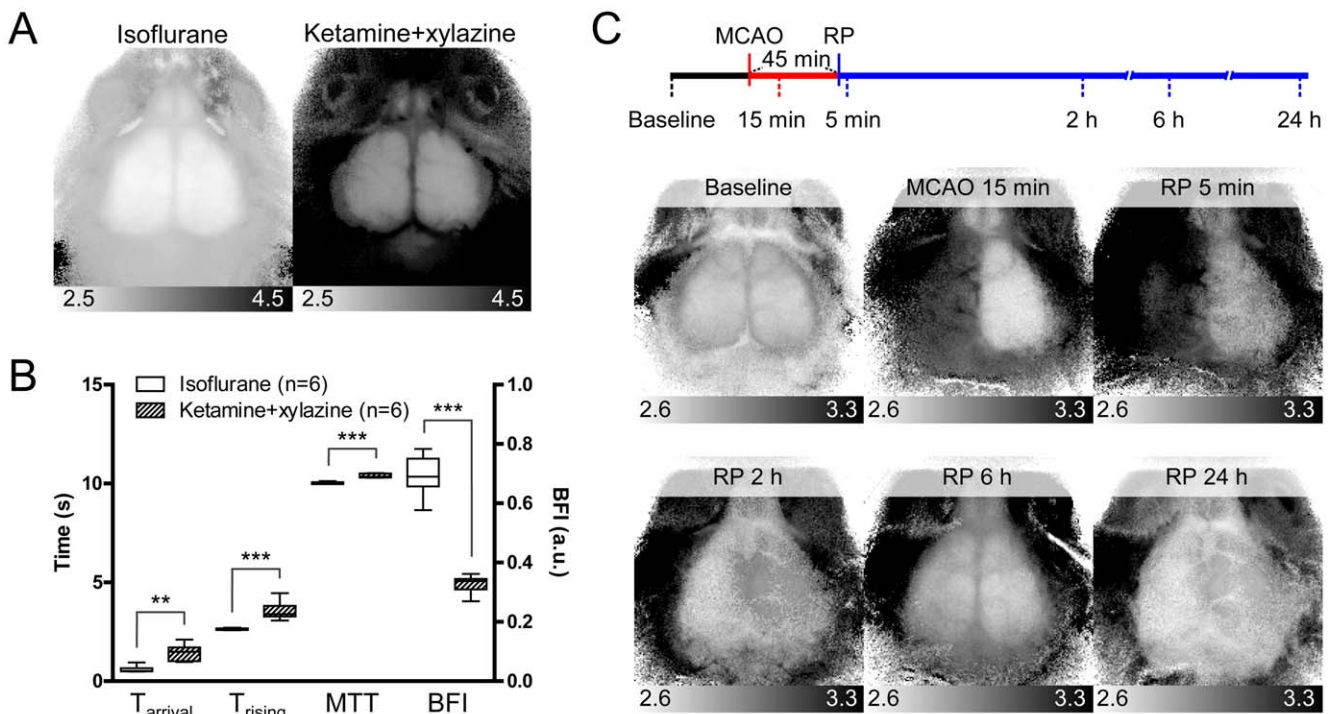 A
Isoflurane
Ketamine+xylazine
2.5 4.5
2.5 4.5
B
Isoflurane (n=6)
Ketamine+xylazine (n=6)
Time (s)
15
10
5
0
BFI (a.u.)
1.0
0.8
0.6
0.4
0.2
0.0
**
***
***
***
T arrival
T rising
MTT
BFI
C
MCAO RP
45 min
Baseline 15 min 5 min 2 h 6 h 24 h
Baseline
MCAO 15 min
RP 5 min
2.6 3.3
2.6 3.3
2.6 3.3
RP 2 h
RP 6 h
RP 24 h
2.6 3.3
2.6 3.3
2.6 3.3